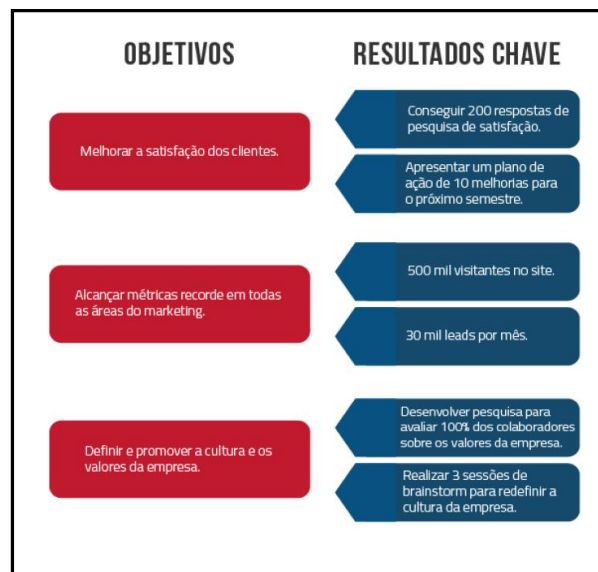 OBJETIVOS
RESULTADOS CHAVE
Melhorar a satisfação dos clientes.
Conseguir 200 respostas de
pesquisa de satisfação.
Apresentar um plano de
ação de 10 melhorias para
o próximo semestre.
Alcançar métricas recorde em todas
as áreas do marketing.
500 mil visitantes no site.
30 mil leads por mês.
Definir e promover a cultura e os
valores da empresa.
Desenvolver pesquisa para
avaliar 100% dos colaboradores
sobre os valores da empresa.
Realizar 3 sessões de
brainstorm para redefinir a
cultura da empresa.